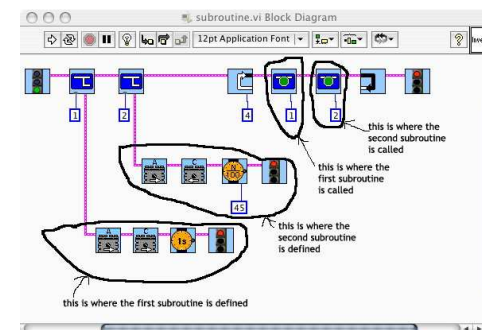 subroutine.vi Block Diagram
12pt Application Font
1 2 4 1 2
this is where the
second subroutine
is called
this is where the
first subroutine
is called
A C N
/100
45
this is where the
second subroutine
is defined
A C 1s
this is where the first subroutine is defined